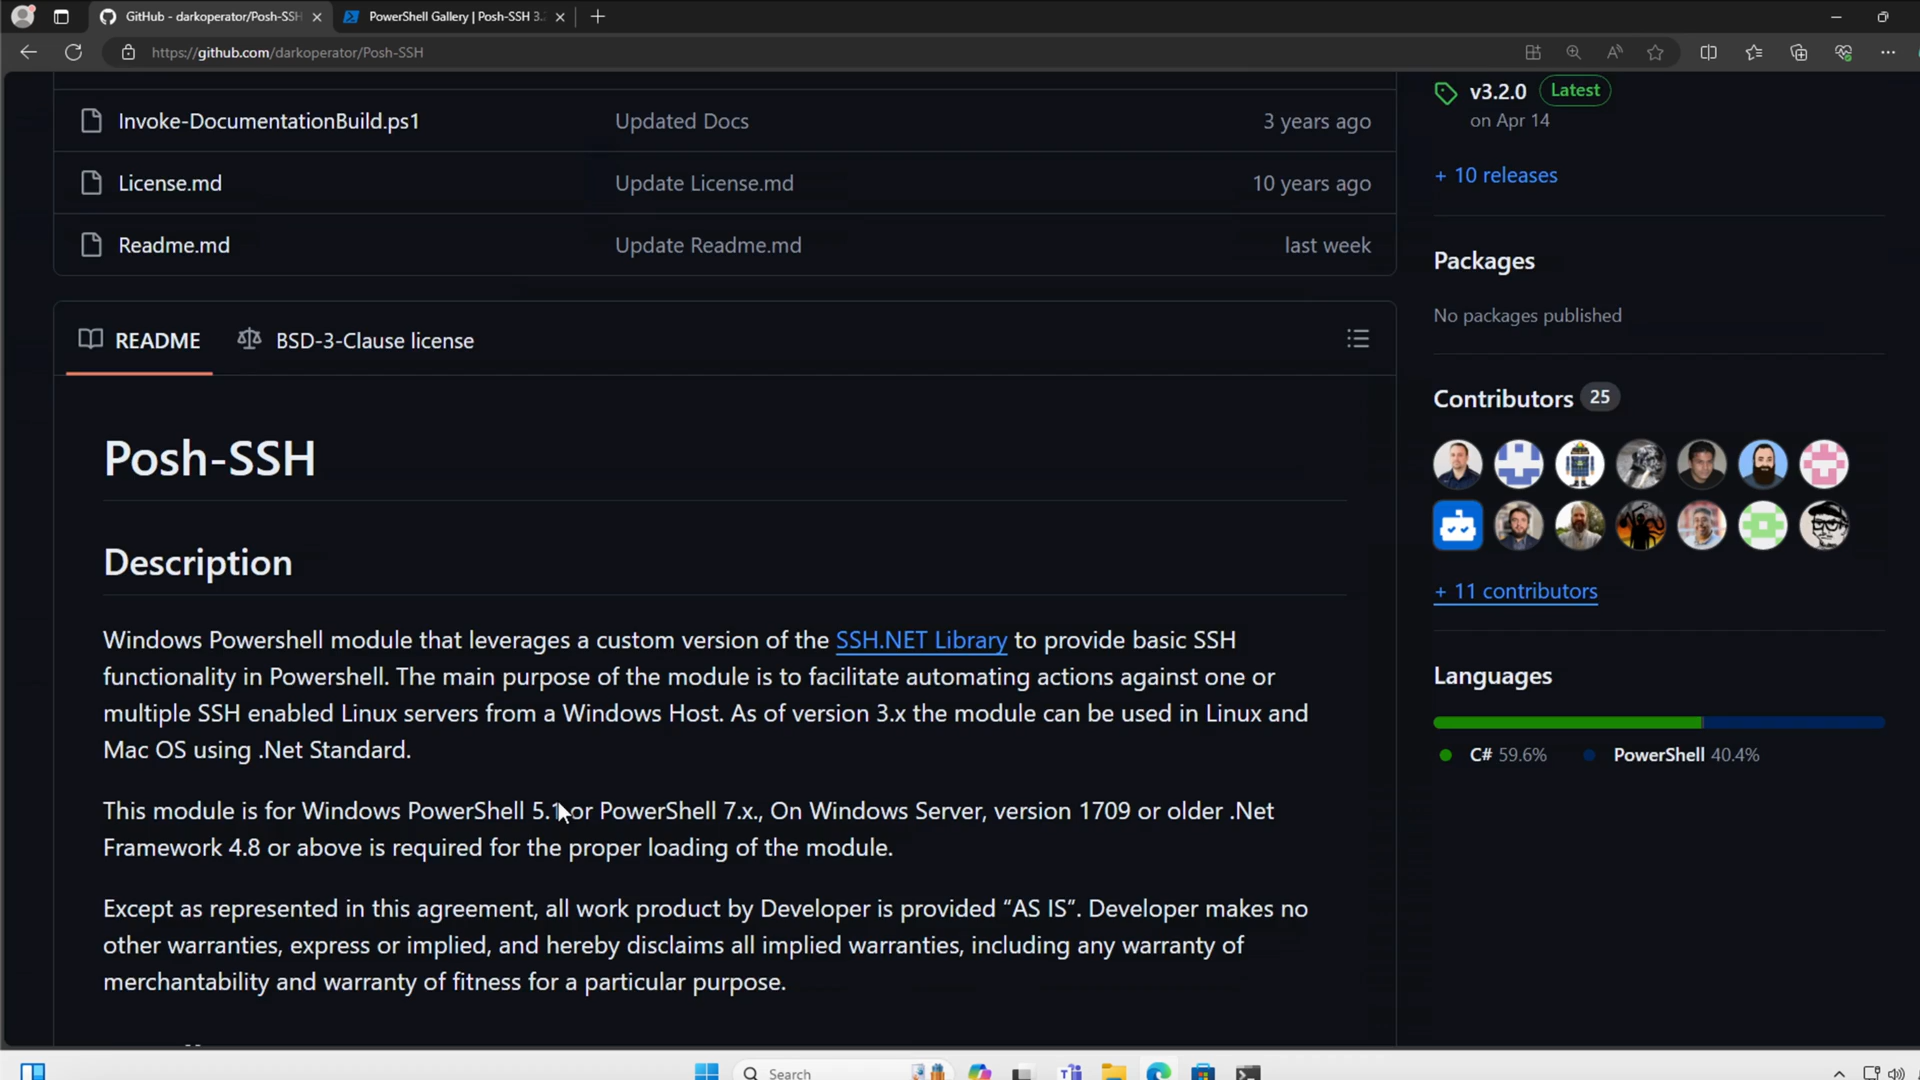 GitHub - darkoperator/Posh-SSH
PowerShell Gallery | Posh-SSH 3.
https://github.com/darkoperator/Posh-SSH
Invoke-DocumentationBuild.ps1 Updated Docs 3 years ago
License.md Update License.md 10 years ago
Readme.md Update Readme.md last week
README BSD-3-Clause license
Posh-SSH
Description
Windows Powershell module that leverages a custom version of the SSH.NET Library to provide basic SSH
functionality in Powershell. The main purpose of the module is to facilitate automating actions against one or
multiple SSH enabled Linux servers from a Windows Host. As of version 3.x the module can be used in Linux and
Mac OS using .Net Standard.
This module is for Windows PowerShell 5.1 or PowerShell 7.x., On Windows Server, version 1709 or older .Net
Framework 4.8 or above is required for the proper loading of the module.
Except as represented in this agreement, all work product by Developer is provided “AS IS”. Developer makes no
other warranties, express or implied, and hereby disclaims all implied warranties, including any warranty of
merchantability and warranty of fitness for a particular purpose.
v3.2.0 Latest
on Apr 14
+ 10 releases
Packages
No packages published
Contributors 25
+ 11 contributors
Languages
C# 59.6% PowerShell 40.4%
Search